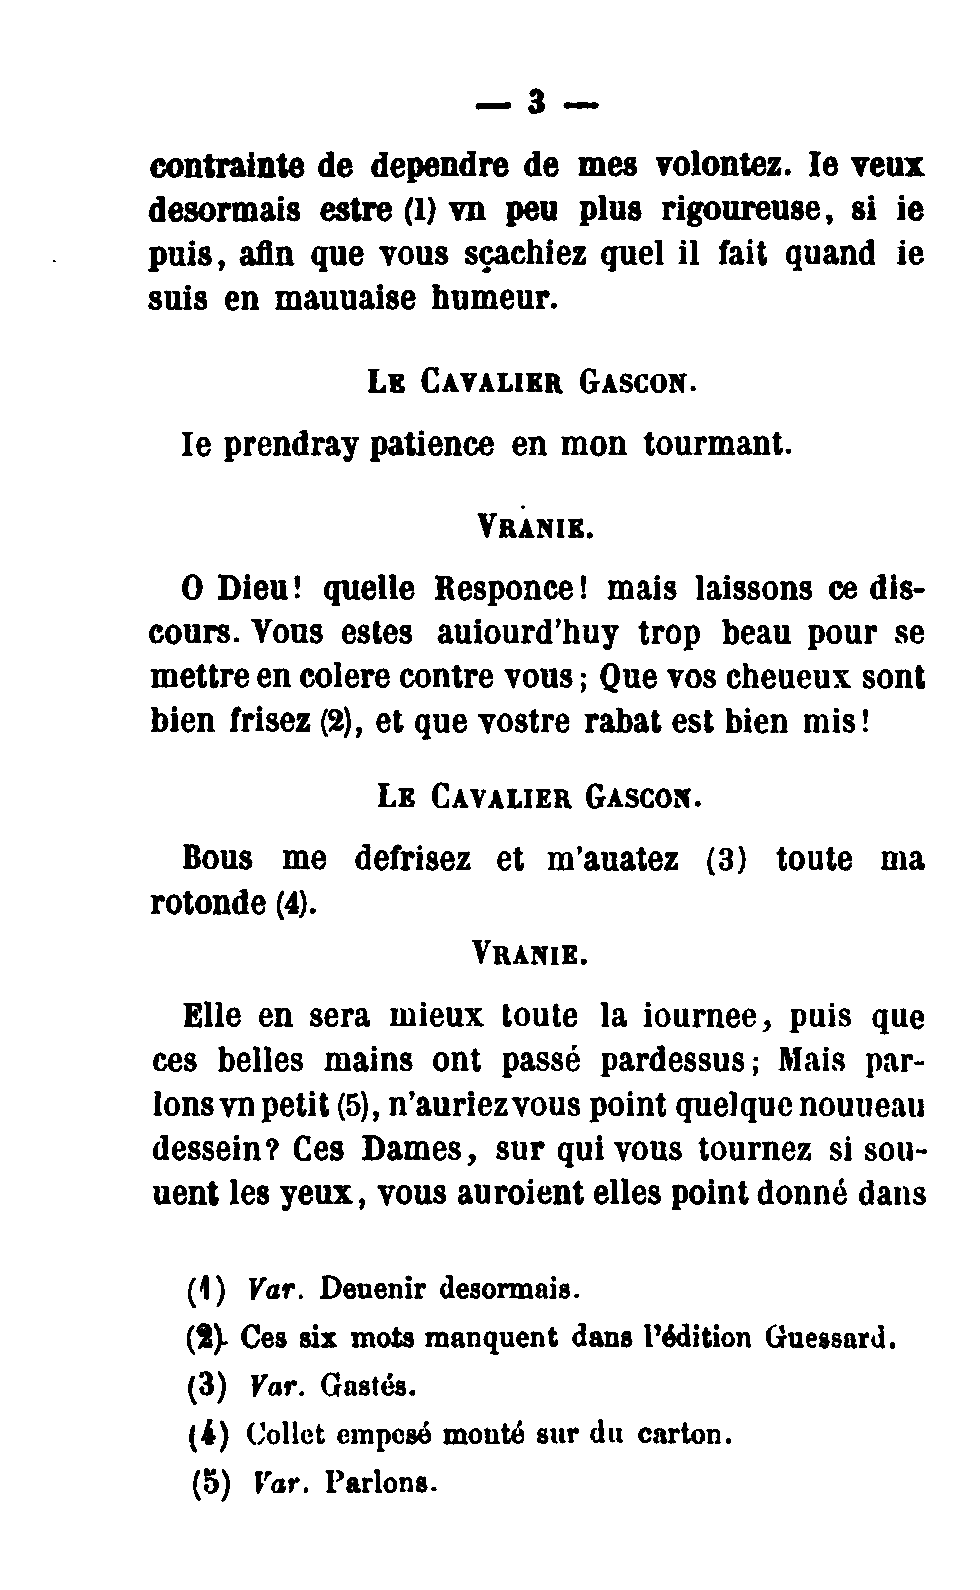 — 3 —
contrainte de dependre de mes volontez. Ie veux
desormais estre (1) vn peu plus rigoureuse, si ie
puis, afin que vous sçachiez quel il fait quand ie
suis en mauuaise humeur.
LE CAVALIER GASCON.
Ie prendray patience en mon tourmant.
VRANIE.
O Dieu! quelle Responce! mais laissons ce dis-
cours. Vous estes auiourd'huy trop beau pour se
mettre en colere contre vous; Que vos cheueux sont
bien frisez (2), et que vostre rabat est bien mis!
LE CAVALIER GASCON.
Bous me defrisez et m'auatez (3) toute ma
rotonde (4).
VRANIE.
Elle en sera mieux toute la iournee, puis que
ces belles mains ont passé pardessus; Mais par-
lons vn petit (5), n'auriez vous point quelque nouueau
dessein? Ces Dames, sur qui vous tournez si sou-
uent les yeux, vous auroient elles point donné dans
(1) Var. Deuenir desormais.
(2) Ces six mots manquent dans l'édition Guessard.
(3) Var. Gastés.
(4) Collet empesé monté sur du carton.
(5) Var. Parlons.